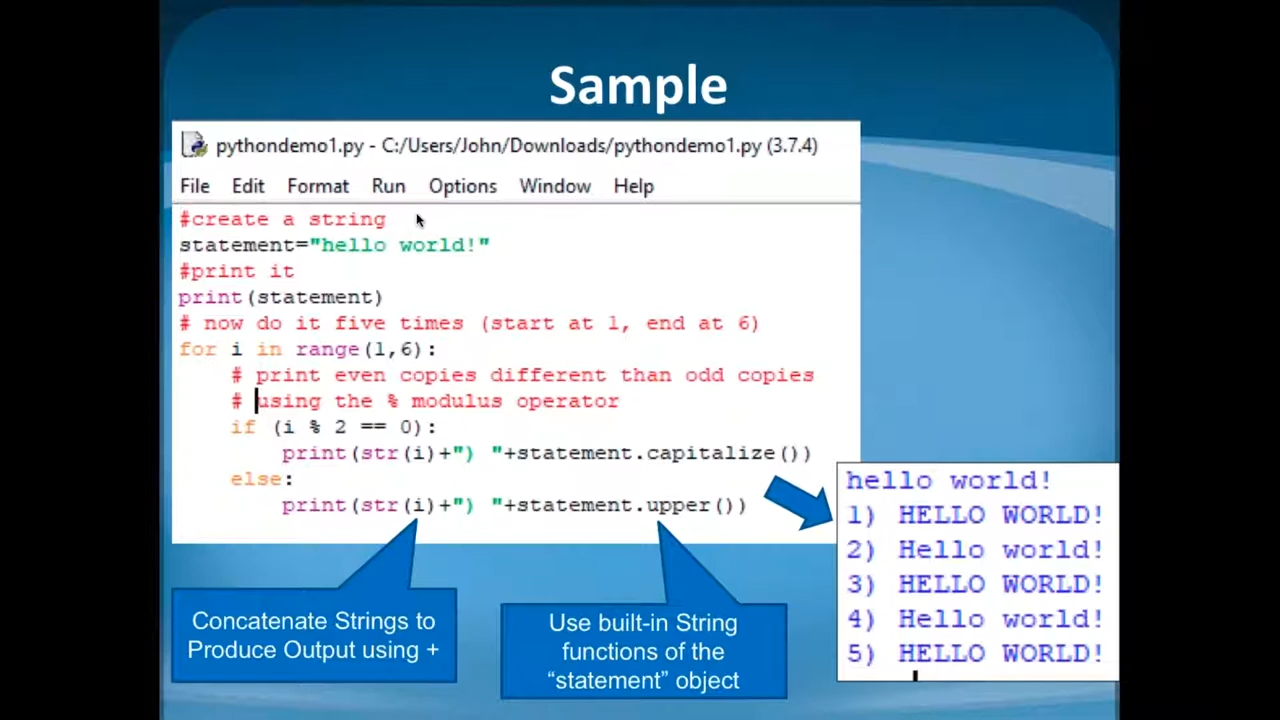 Sample
pythondemo1.py - C:/Users/John/Downloads/pythondemo1.py (3.7.4)
File Edit Format Run Options Window Help
#create a string
statement="hello world!"
#print it
print(statement)
# now do it five times (start at 1, end at 6)
for i in range(1,6):
    # print even copies different than odd copies
    # using the % modulus operator
    if (i % 2 == 0):
        print(str(i)+") "+statement.capitalize())
    else:
        print(str(i)+") "+statement.upper())
hello world!
1) HELLO WORLD!
2) Hello world!
3) HELLO WORLD!
4) Hello world!
5) HELLO WORLD!
Concatenate Strings to
Produce Output using +
Use built-in String
functions of the
“statement” object